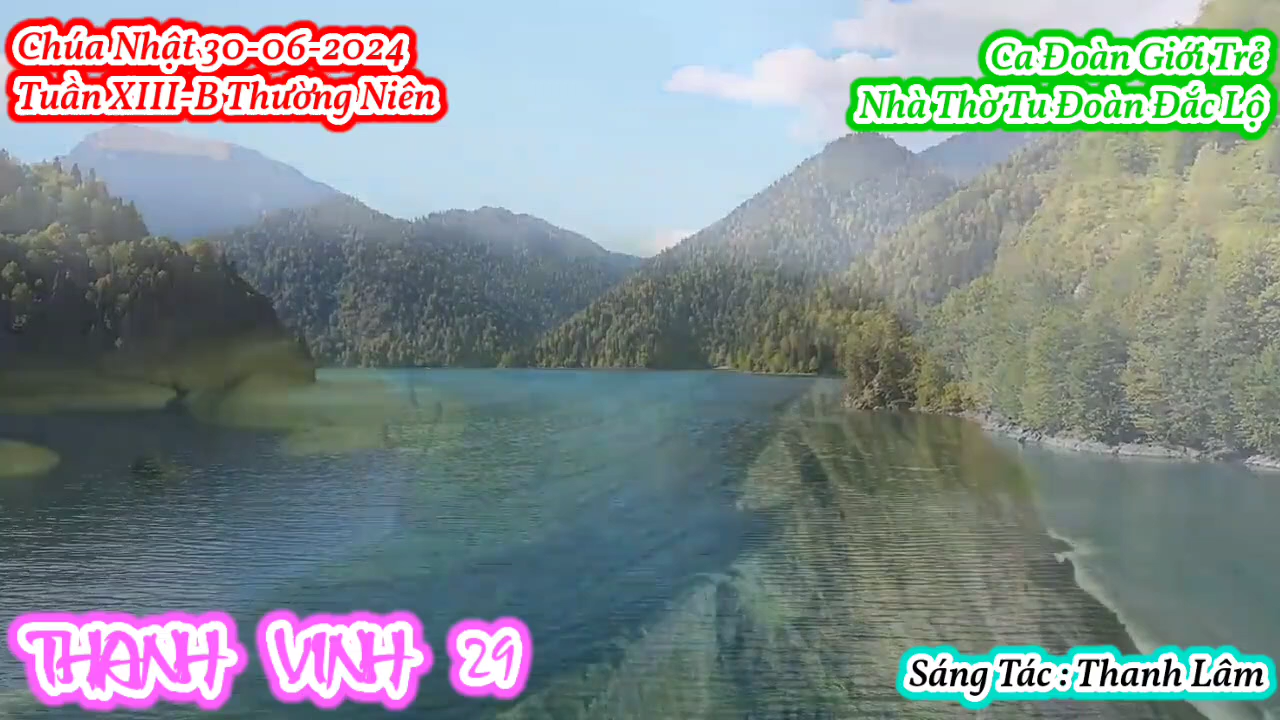 Chúa Nhật 30-06-2024
Tuần XIII-B Thường Niên
Ca Đoàn Giới Trẻ
Nhà Thờ Tu Đoàn Đắc Lộ
THANH VINH 29
Sáng Tác : Thanh Lâm